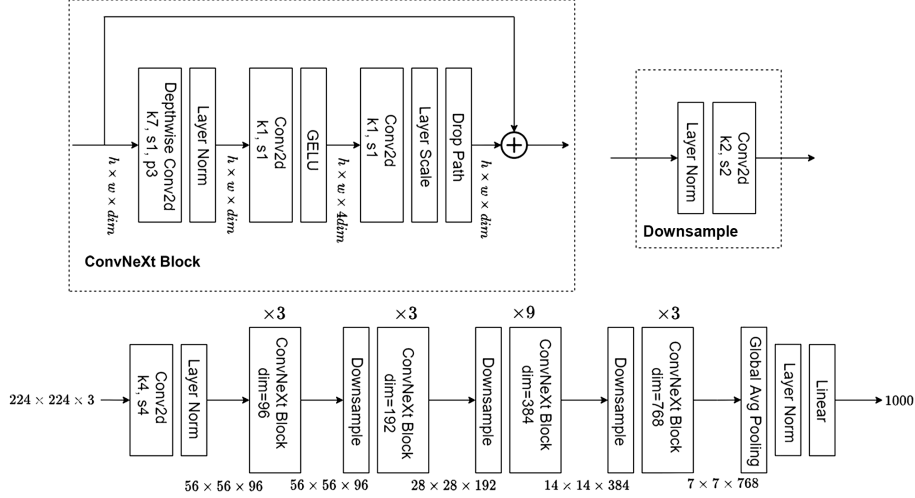 Depthwise Conv2d
k7, s1, p3
Layer Norm
Conv2d
k1, s1
GELU
Conv2d
k1, s1
Layer Scale
Drop Path
+
h × w × dim
h × w × dim
h × w × 4dim
h × w × dim
ConvNeXt Block
Layer Norm
Conv2d
k2, s2
Downsample
×3
×3
×9
×3
224 × 224 × 3
Conv2d
k4, s4
Layer Norm
ConvNeXt Block
dim=96
Downsample
ConvNeXt Block
dim=192
Downsample
ConvNeXt Block
dim=384
Downsample
ConvNeXt Block
dim=768
Global Avg Pooling
Layer Norm
Linear
1000
56 × 56 × 96
56 × 56 × 96
28 × 28 × 192
14 × 14 × 384
7 × 7 × 768